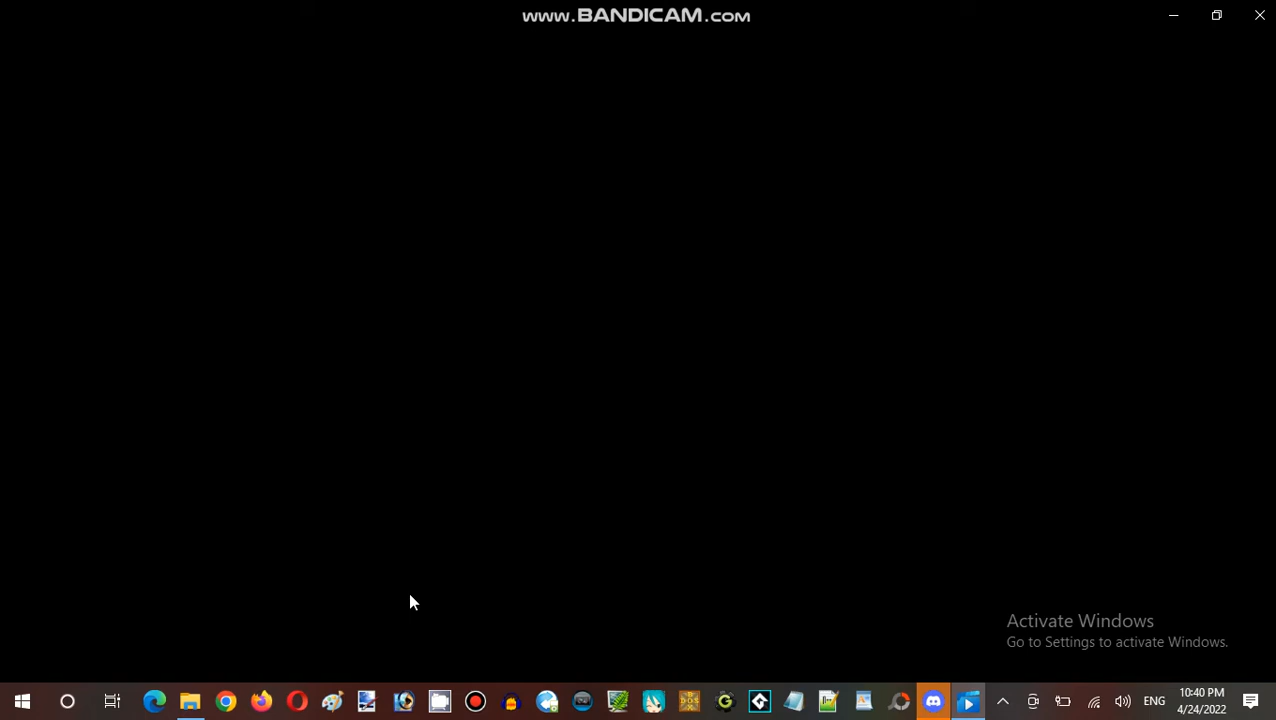 www.BANDICAM.com
Activate Windows
Go to Settings to activate Windows.
ENG
10:40 PM
4/24/2022